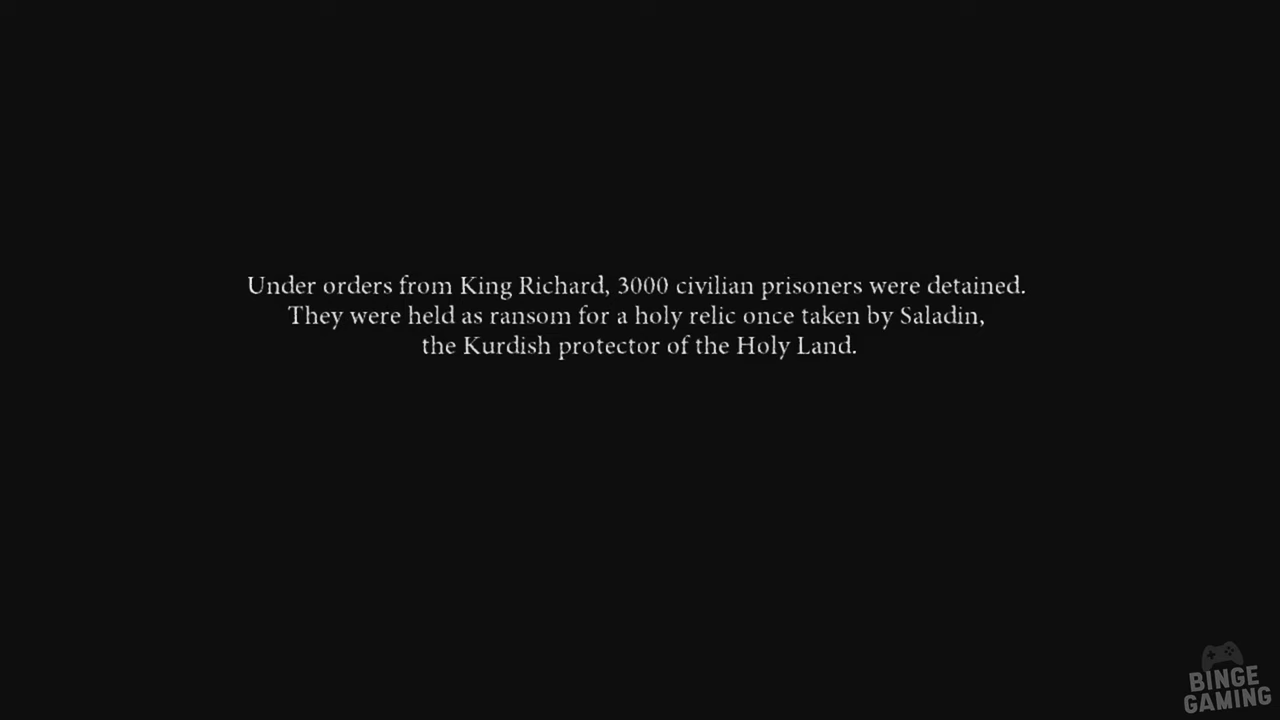 Under orders from King Richard, 3000 civilian prisoners were detained.
They were held as ransom for a holy relic once taken by Saladin,
the Kurdish protector of the Holy Land.
BINGE
GAMING